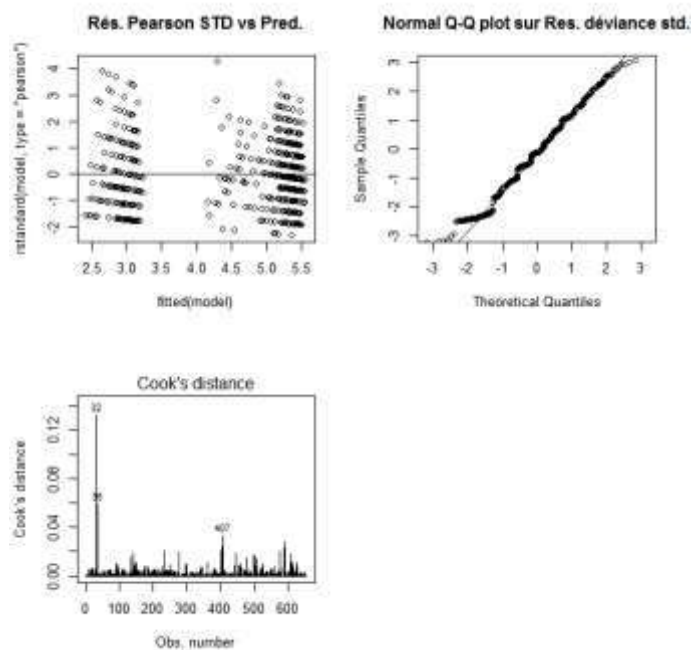 Rés. Pearson STD vs Pred.
rstandard(model, type = "pearson")
4
3
2
1
0
-1
-2
2.5 3.0 3.5 4.0 4.5 5.0 5.5
fitted(model)
Normal Q-Q plot sur Res. déviance std.
Sample Quantiles
3
2
1
0
-1
-2
-3
-3 -2 -1 0 1 2 3
Theoretical Quantiles
Cook's distance
Cook's distance
0.12
0.08
0.04
0.00
407
0 100 200 300 400 500 600
Obs. number